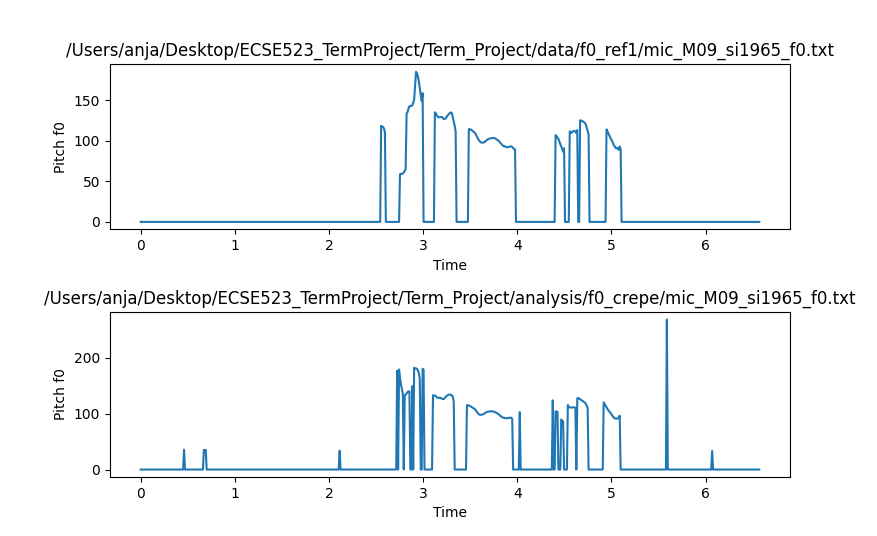 /Users/anja/Desktop/ECSE523_TermProject/Term_Project/data/f0_ref1/mic_M09_si1965_f0.txt
150
100
50
0
Pitch f0
0 1 2 3 4 5 6
Time
/Users/anja/Desktop/ECSE523_TermProject/Term_Project/analysis/f0_crepe/mic_M09_si1965_f0.txt
200
100
0
Pitch f0
0 1 2 3 4 5 6
Time